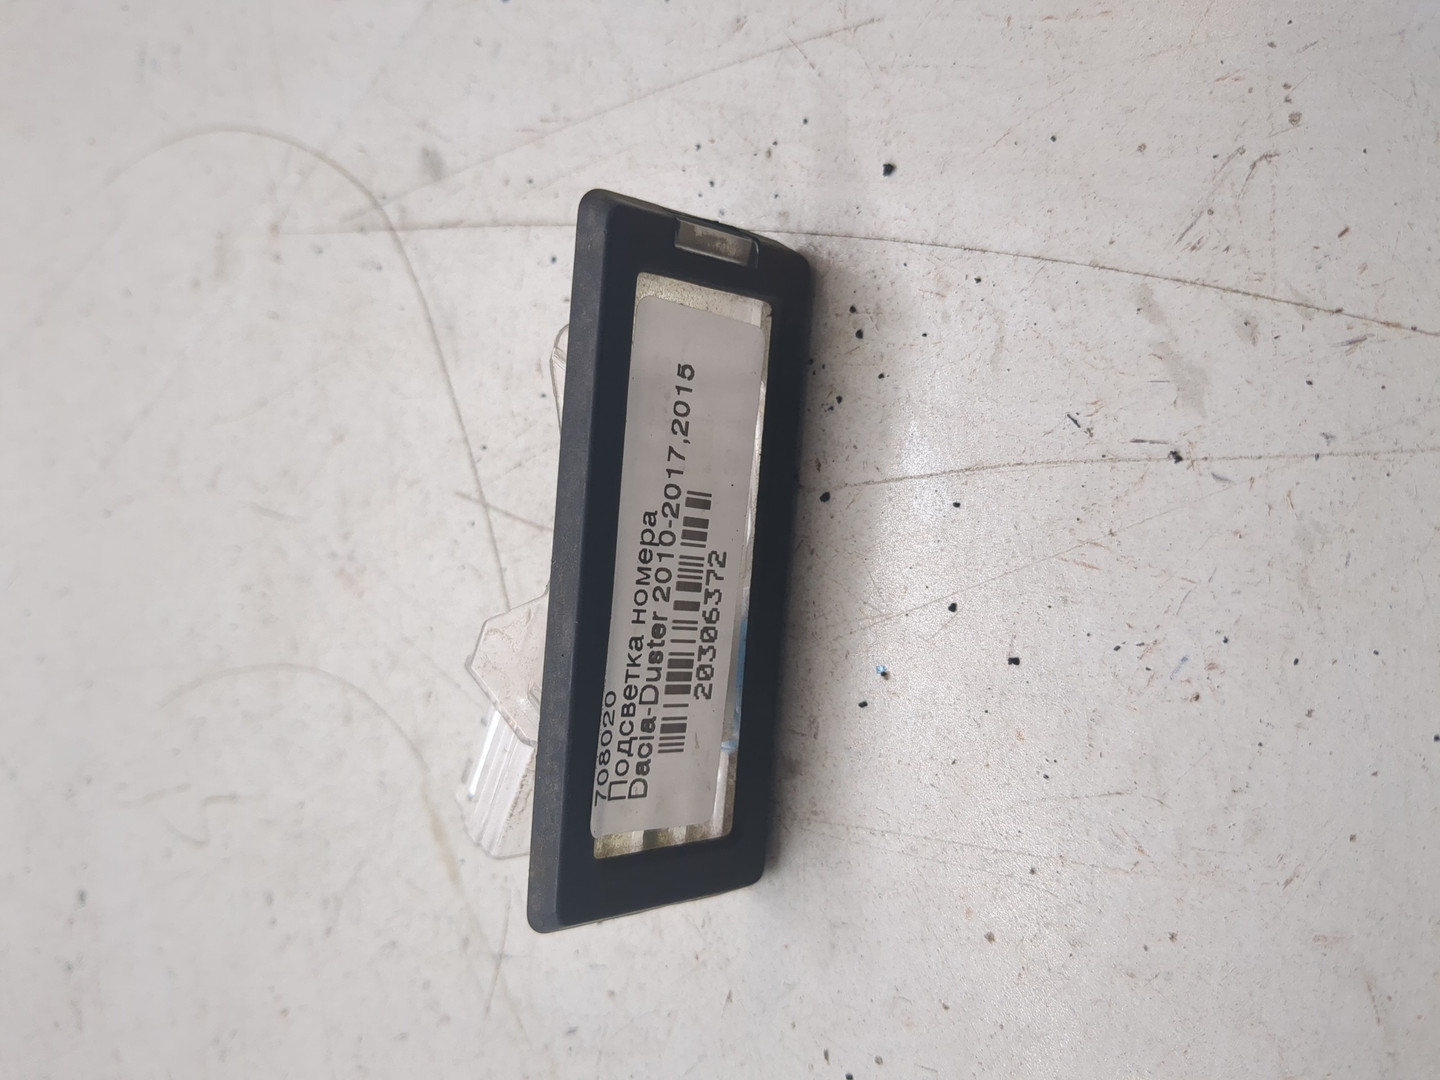 708020
Подсветка номера
Dacia-Duster 2010-2017,2015
20306372